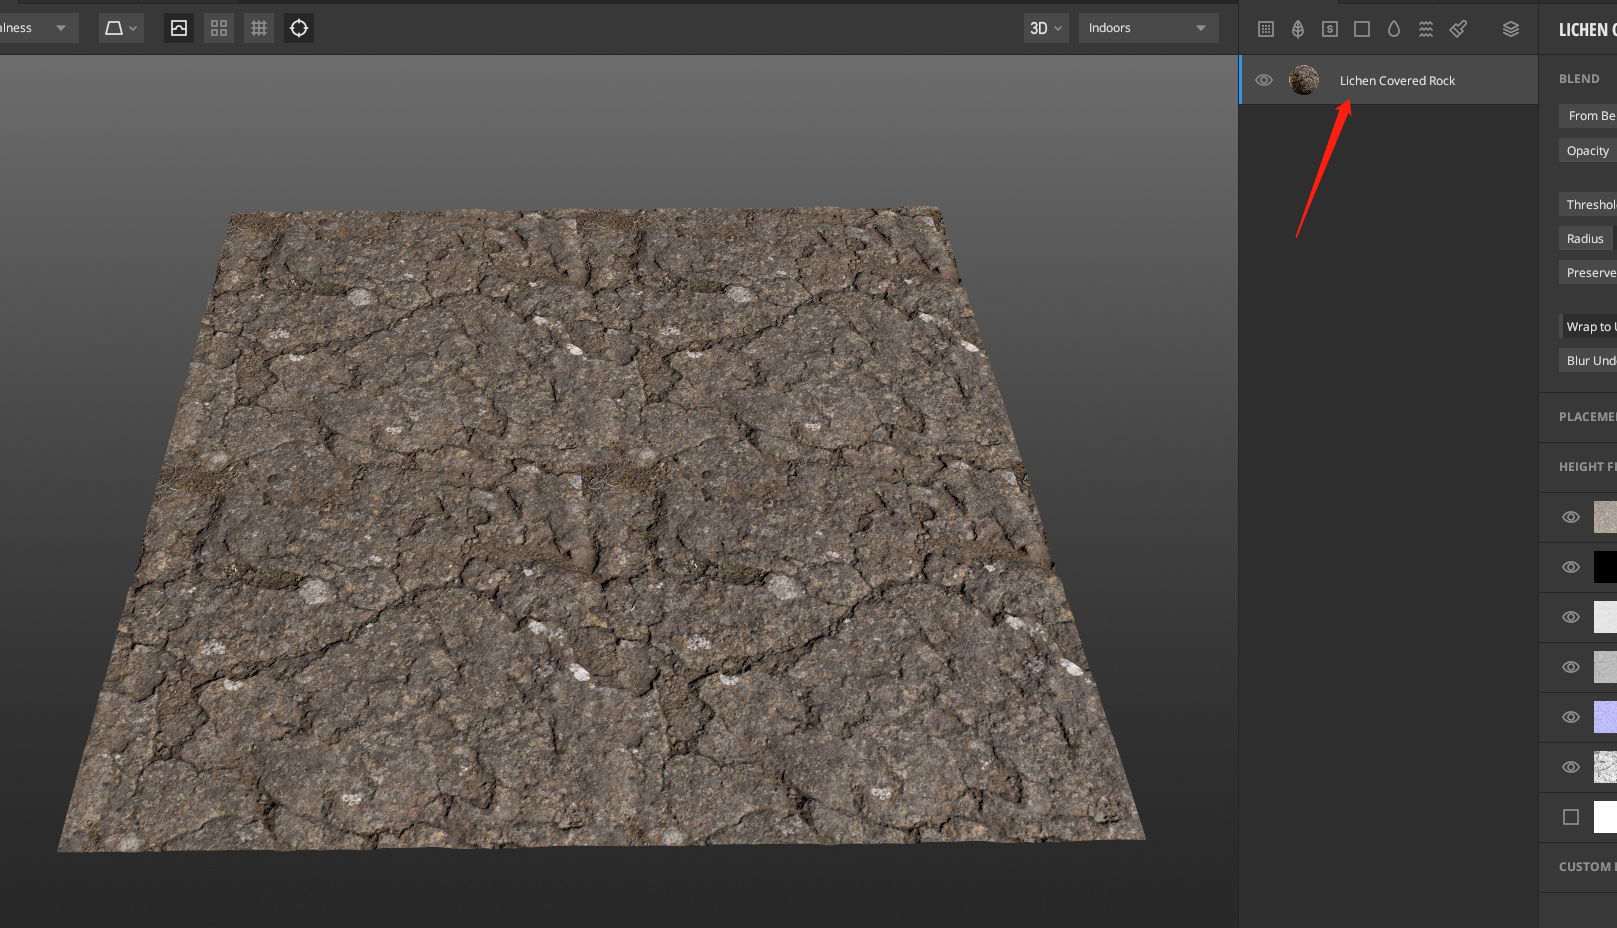 alness
3D
Indoors
LICHEN C
Lichen Covered Rock
BLEND
From Be
Opacity
Threshol
Radius
Preserve
Wrap to U
Blur Und
PLACEME
HEIGHT F
CUSTOM